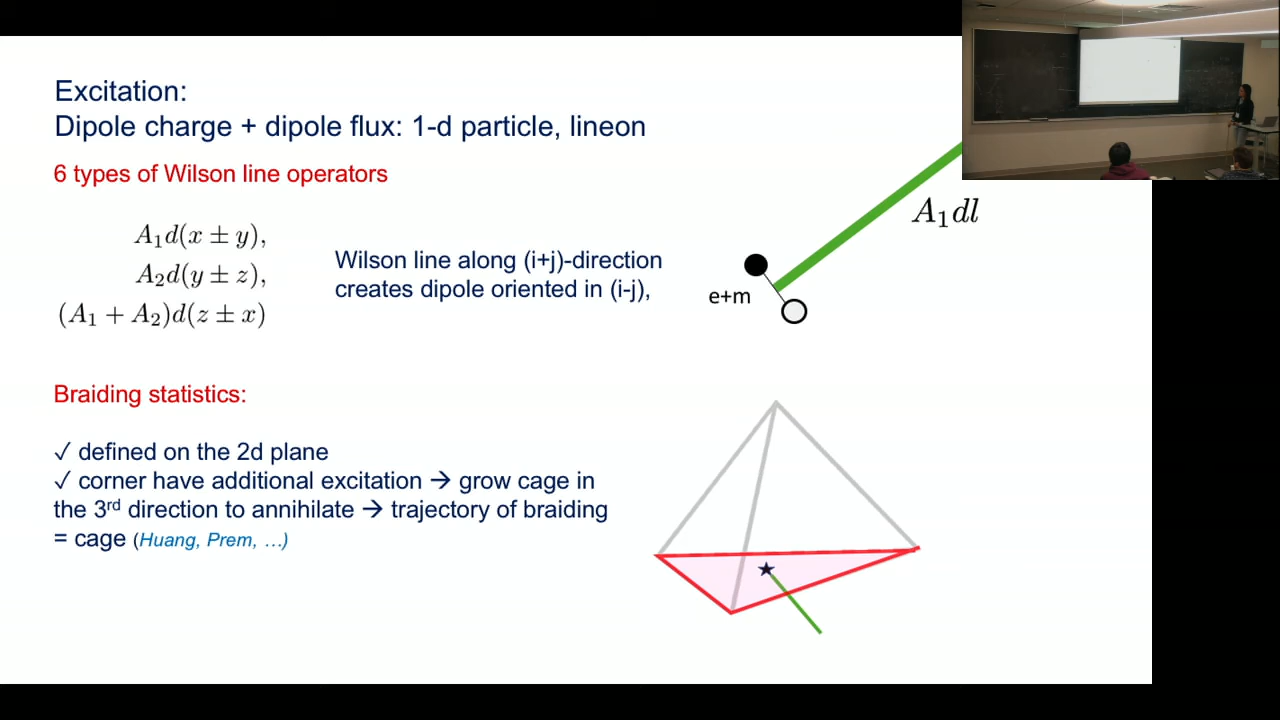 Excitation:
Dipole charge + dipole flux: 1-d particle, lineon
6 types of Wilson line operators
A₁d(x ± y),
A₂d(y ± z),
(A₁ + A₂)d(z ± x)
Wilson line along (i+j)-direction
creates dipole oriented in (i-j),
A₁dl
e+m
Braiding statistics:
✓ defined on the 2d plane
✓ corner have additional excitation → grow cage in
the 3ʳᵈ direction to annihilate → trajectory of braiding
= cage (Huang, Prem, …)